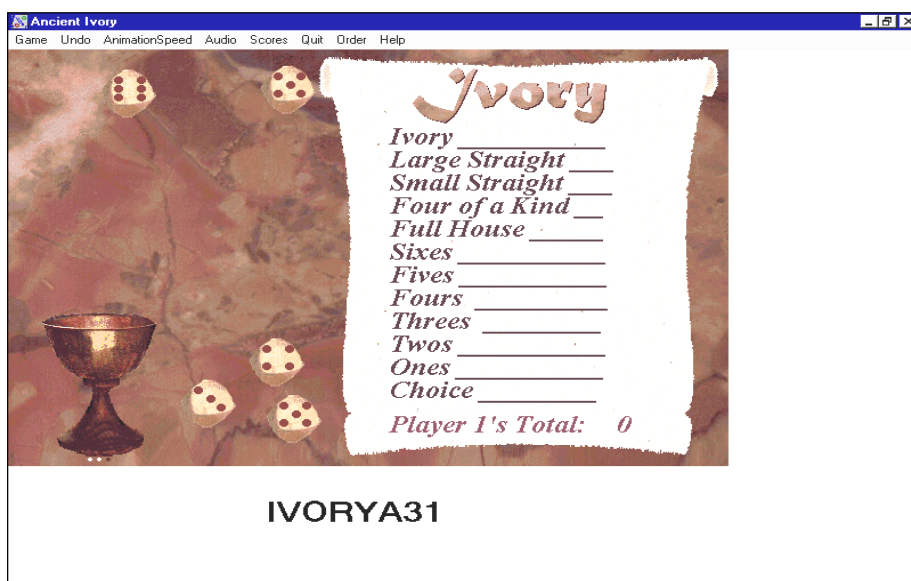 Ancient Ivory
Game Undo AnimationSpeed Audio Scores Quit Order Help
Ivory
Ivory
Large Straight
Small Straight
Four of a Kind
Full House
Sixes
Fives
Fours
Threes
Twos
Ones
Choice
Player 1's Total: 0
IVORYA31